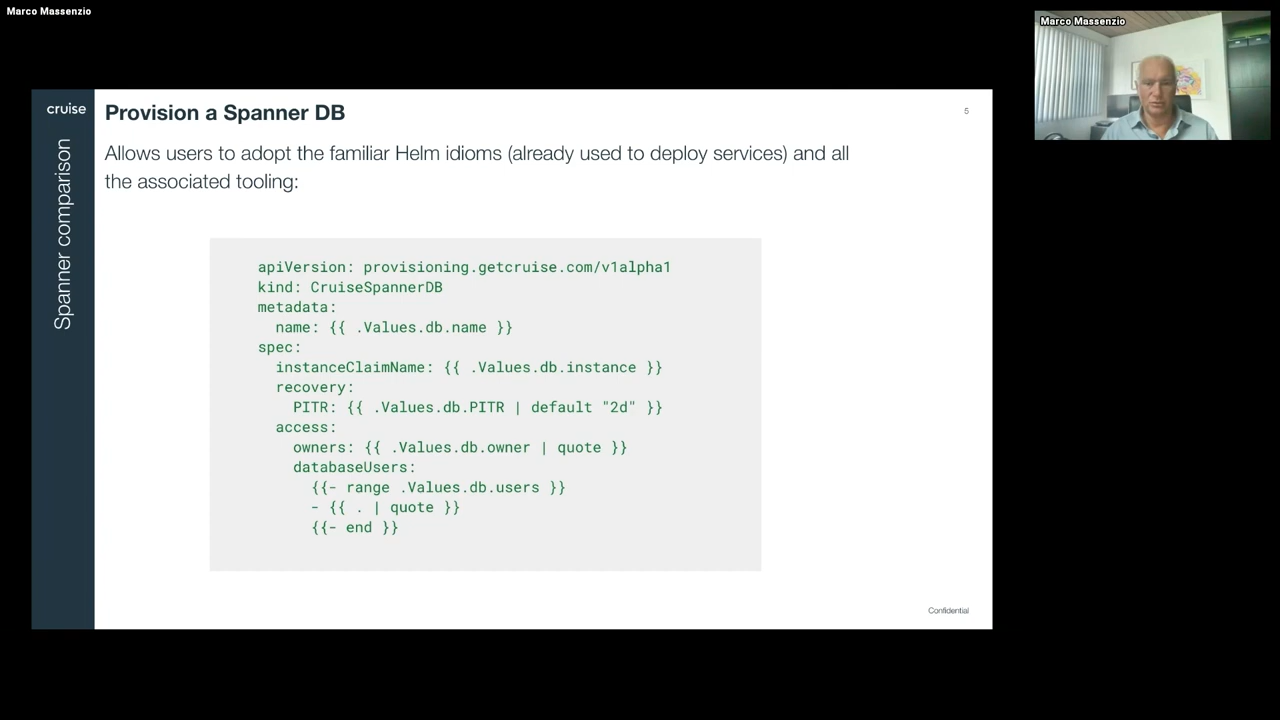 Marco Massenzio
Marco Massenzio
cruise
Spanner comparison
Provision a Spanner DB
5
Allows users to adopt the familiar Helm idioms (already used to deploy services) and all
the associated tooling:
apiVersion: provisioning.getcruise.com/v1alpha1
kind: CruiseSpannerDB
metadata:
  name: {{ .Values.db.name }}
spec:
  instanceClaimName: {{ .Values.db.instance }}
  recovery:
    PITR: {{ .Values.db.PITR | default "2d" }}
  access:
    owners: {{ .Values.db.owner | quote }}
    databaseUsers:
      {{- range .Values.db.users }}
      - {{ . | quote }}
      {{- end }}
Confidential